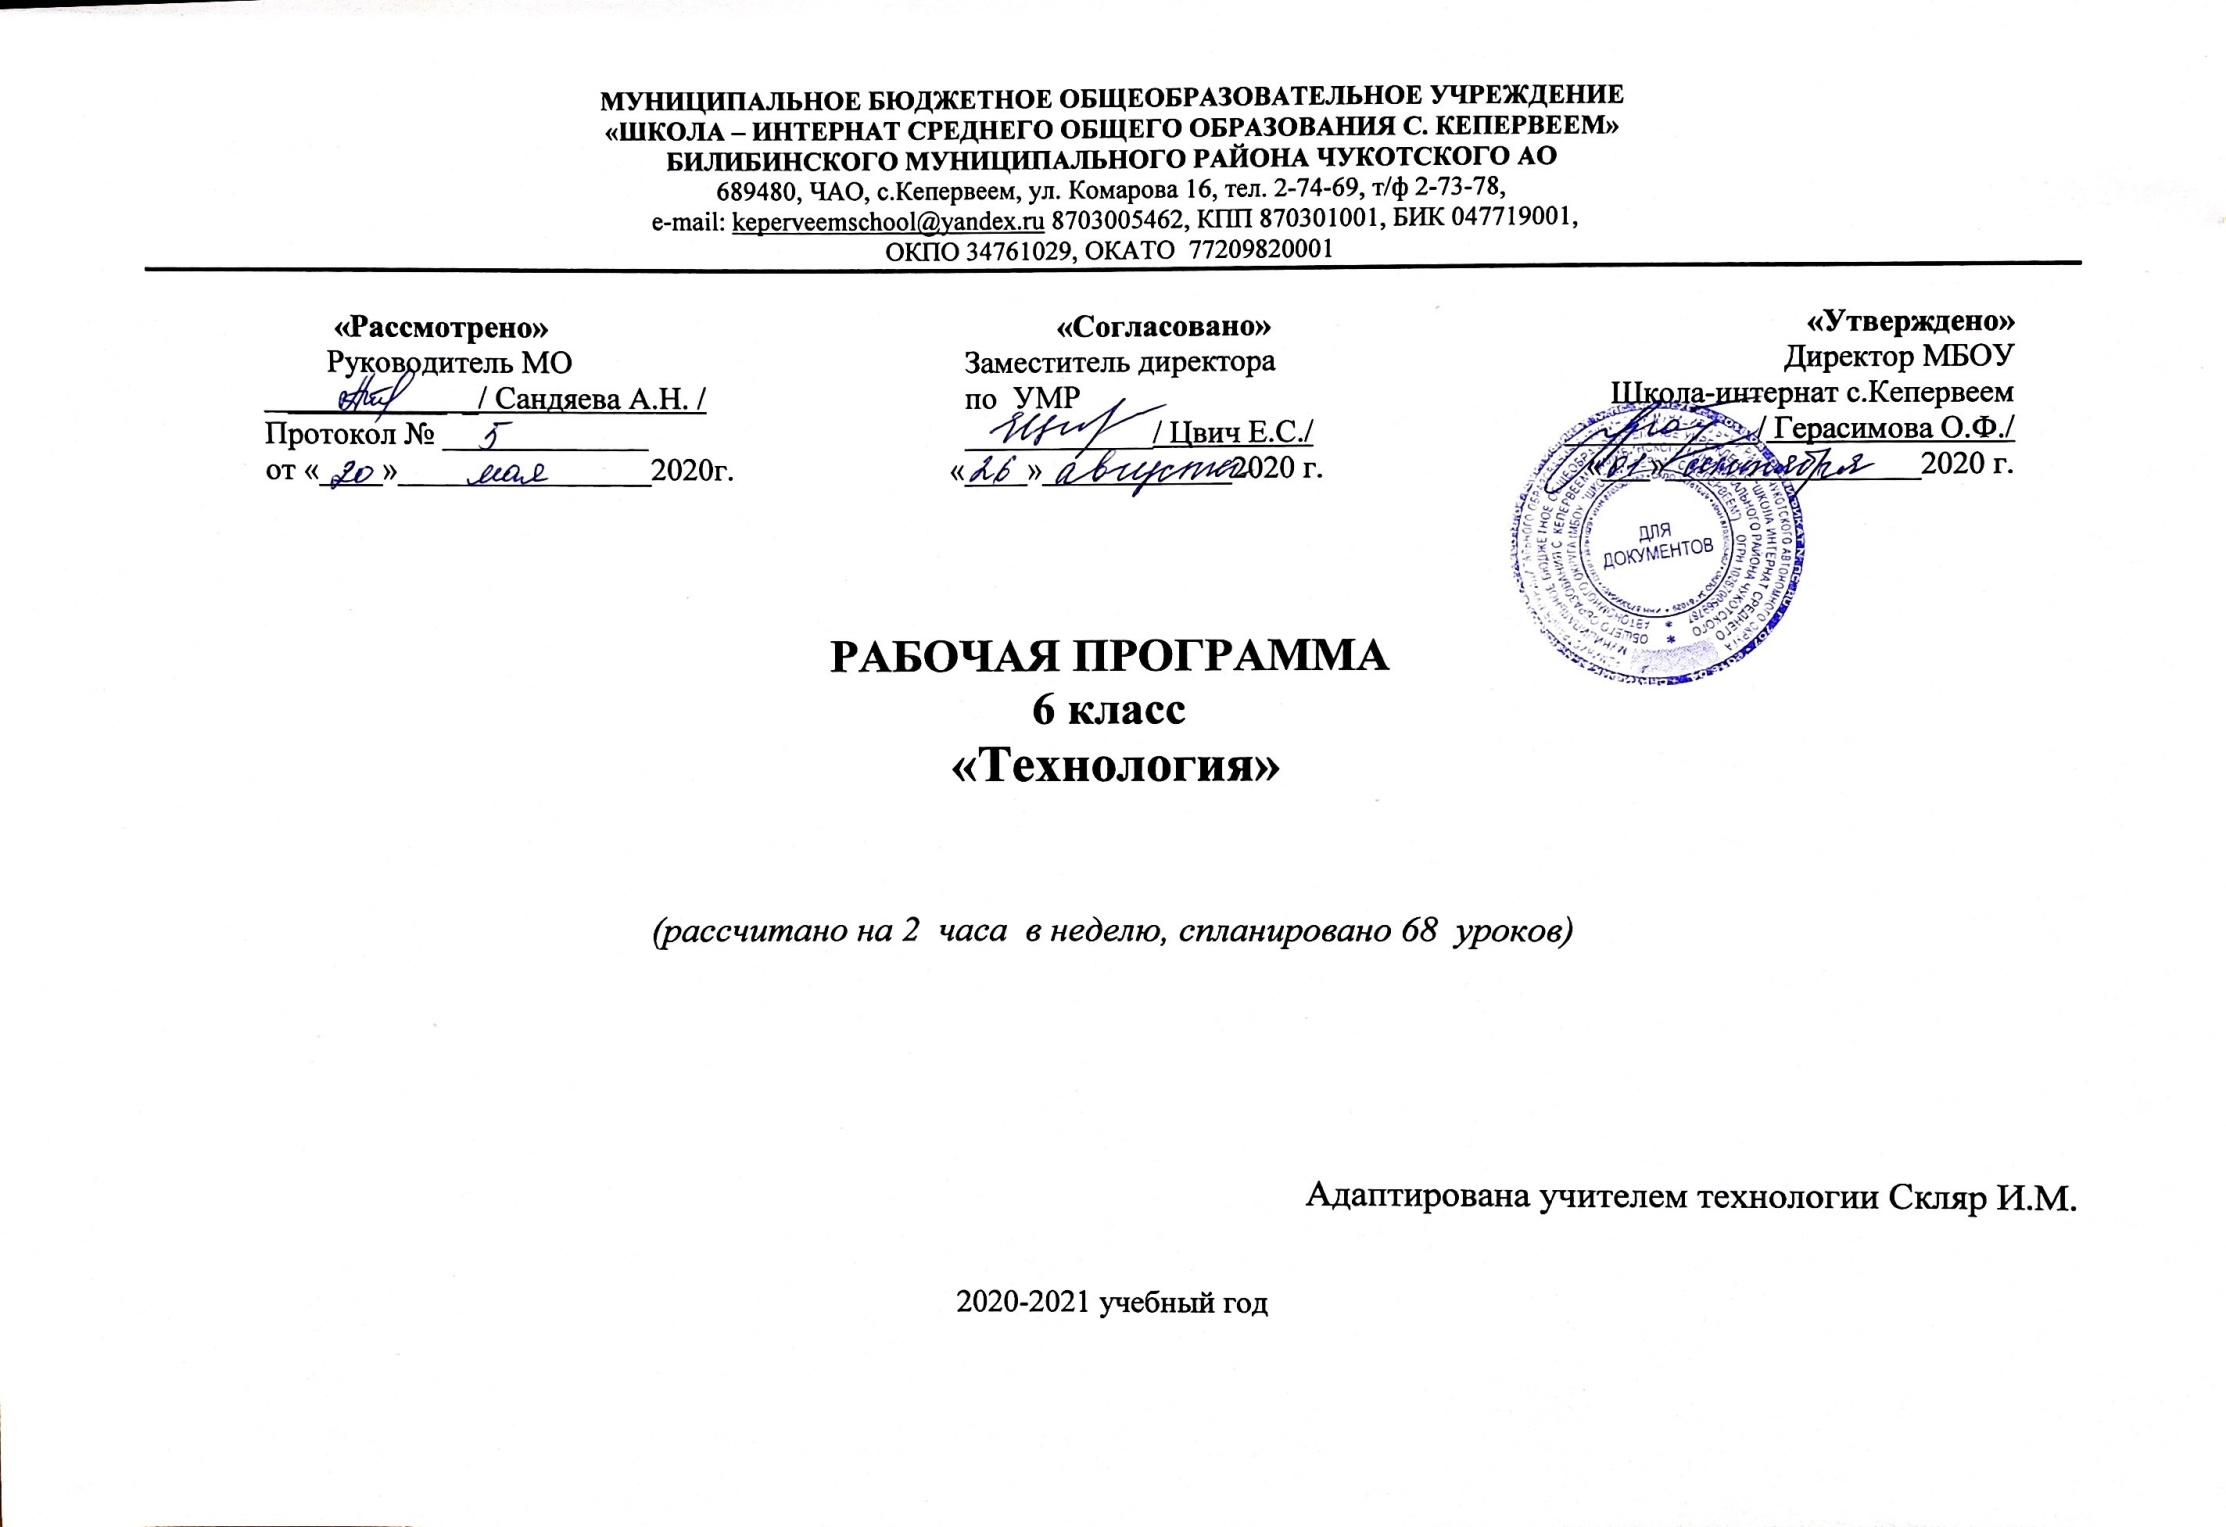 МУНИЦИПАЛЬНОЕ БЮДЖЕТНОЕ ОБЩЕОБРАЗОВАТЕЛЬНОЕ УЧРЕЖДЕНИЕ
«ШКОЛА – ИНТЕРНАТ СРЕДНЕГО ОБЩЕГО ОБРАЗОВАНИЯ С. КЕПЕРВЕЕМ»
БИЛИБИНСКОГО МУНИЦИПАЛЬНОГО РАЙОНА ЧУКОТСКОГО АО
689480, ЧАО, с.Кепервеем, ул. Комарова 16, тел. 2-74-69, т/ф 2-73-78,
e-mail: keperveemschool@yandex.ru 8703005462, КПП 870301001, БИК 047719001,
ОКПО 34761029, ОКАТО 77209820001
«Рассмотрено»
Руководитель МО
/ Сандяева А.Н. /
Протокол № 5
от «20» мая 2020г.
«Согласовано»
Заместитель директора
по УМР
/ Цвич Е.С./
«26» августа 2020 г.
«Утверждено»
Директор МБОУ
Школа-интернат с.Кепервеем
/ Герасимова О.Ф./
«01» сентября 2020 г.
ДЛЯ
ДОКУМЕНТОВ
РАБОЧАЯ ПРОГРАММА
6 класс
«Технология»
(рассчитано на 2 часа в неделю, спланировано 68 уроков)
Адаптирована учителем технологии Скляр И.М.
2020-2021 учебный год